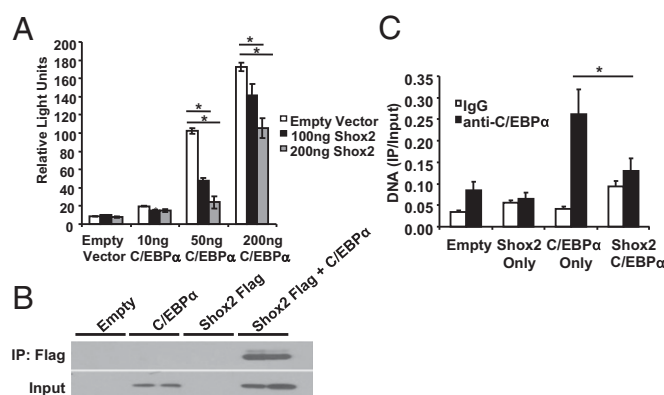 A
Relative Light Units
200
180
160
140
120
100
80
60
40
20
0
*
*
*
*
Empty Vector
100ng Shox2
200ng Shox2
Empty Vector
10ng C/EBPα
50ng C/EBPα
200ng C/EBPα
B
Empty
C/EBPα
Shox2 Flag
Shox2 Flag + C/EBPα
IP: Flag
Input
C
DNA (IP/Input)
0.35
0.30
0.25
0.20
0.15
0.10
0.05
0.00
*
IgG
anti-C/EBPα
Empty
Shox2 Only
C/EBPα Only
Shox2 C/EBPα